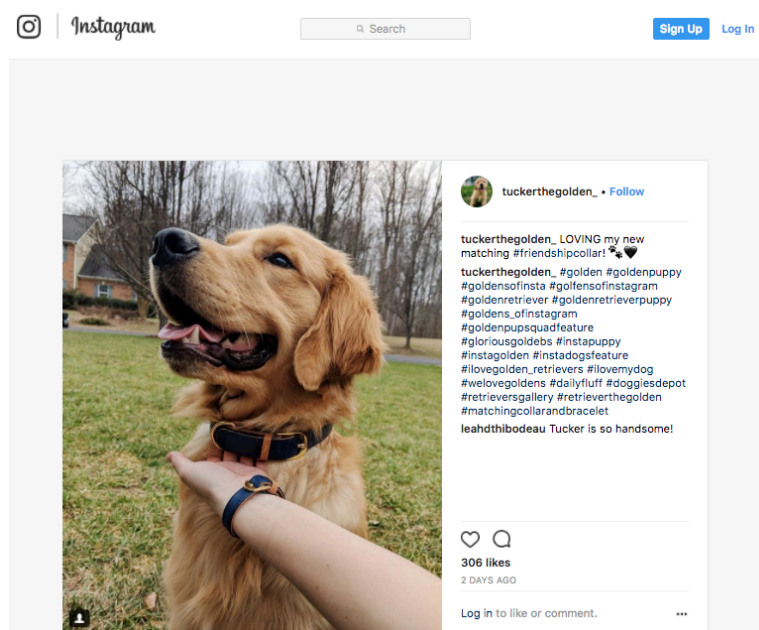 Instagram
Search
Sign Up
Log In
tuckerthegolden_ • Follow
tuckerthegolden_ LOVING my new
matching #friendshipcollar! 🐾🖤
tuckerthegolden_ #golden #goldenpuppy
#goldensofinsta #golfensofinstagram
#goldenretriever #goldenretrieverpuppy
#goldens_ofinstagram
#goldenpupsquadfeature
#gloriousgoldebs #instapuppy
#instagolden #instadogsfeature
#ilovegolden_retrievers #ilovemydog
#welovegoldens #dailyfluff #doggiesdepot
#retrieversgallery #retrieverthegolden
#matchingcollarandbracelet
leahdthibodeau Tucker is so handsome!
306 likes
2 DAYS AGO
Log in to like or comment.